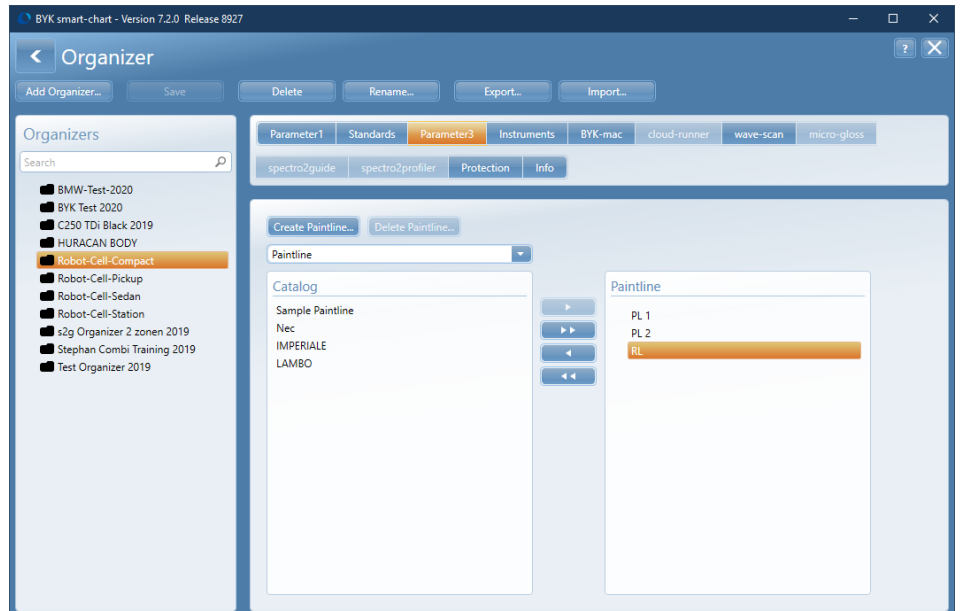 BYK smart-chart - Version 7.2.0 Release 8927
Organizer
?
Add Organizer... Save Delete Rename... Export... Import...
Organizers
Search
BMW-Test-2020
BYK Test 2020
C250 TDi Black 2019
HURACAN BODY
Robot-Cell-Compact
Robot-Cell-Pickup
Robot-Cell-Sedan
Robot-Cell-Station
s2g Organizer 2 zonen 2019
Stephan Combi Training 2019
Test Organizer 2019
Parameter1 Standards Parameter3 Instruments BYK-mac cloud-runner wave-scan micro-gloss
spectro2guide spectro2profiler Protection Info
Create Paintline... Delete Paintline...
Paintline
Catalog
Sample Paintline
Nec
IMPERIALE
LAMBO
Paintline
PL 1
PL 2
RL